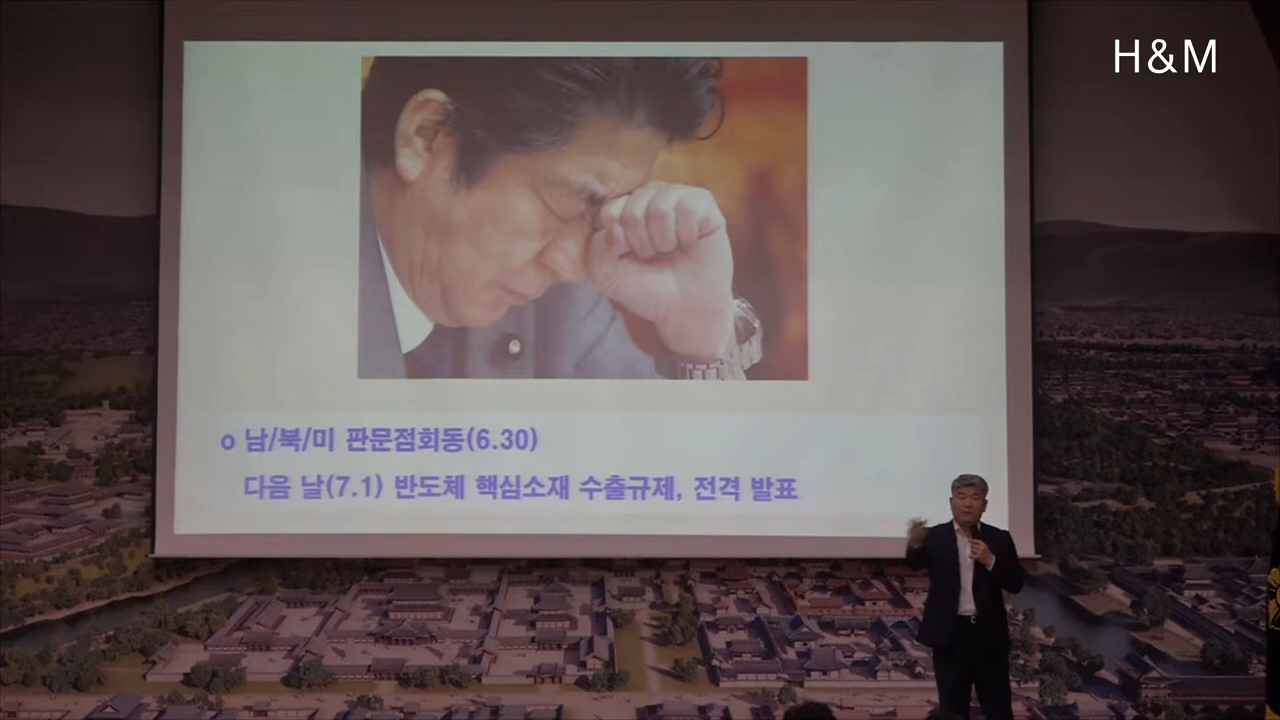 H&M
o 남/북/미 판문점회동(6.30)
다음 날(7.1) 반도체 핵심소재 수출규제, 전격 발표